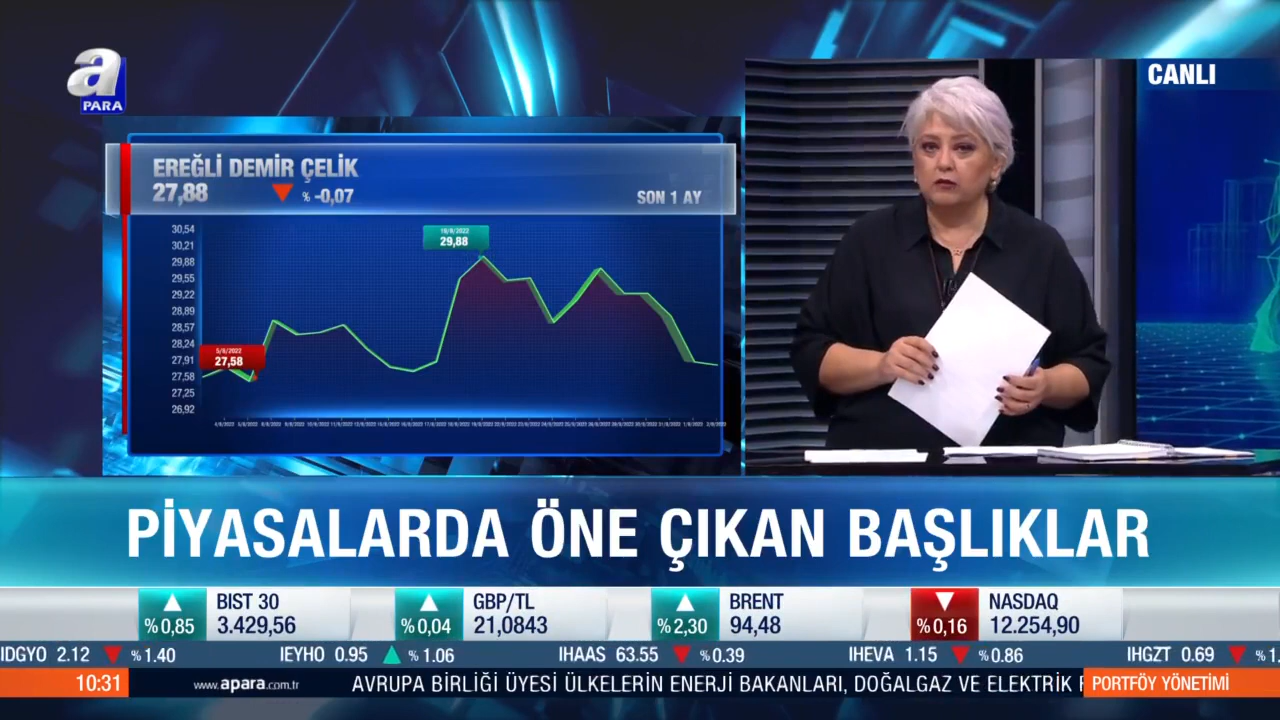 a
PARA
CANLI
EREĞLİ DEMİR ÇELİK
27,88 % -0,07
SON 1 AY
30,54
30,21
29,88
29,55
29,22
28,89
28,57
28,24
27,91
27,58
27,25
26,92
29,88
5/8/2022
27,58
PİYASALARDA ÖNE ÇIKAN BAŞLIKLAR
%0,85 BIST 30 3.429,56
%0,04 GBP/TL 21,0843
%2,30 BRENT 94,48
%0,16 NASDAQ 12.254,90
IDGYO 2.12 %1.40 IEYHO 0.95 %1.06 IHAAS 63.55 %0.39 IHEVA 1.15 %0.86 IHGZT 0.69 %1.
10:31 www.apara.com.tr AVRUPA BİRLİĞİ ÜYESİ ÜLKELERİN ENERJİ BAKANLARI, DOĞALGAZ VE ELEKTRİK PORTFÖY YÖNETİMİ